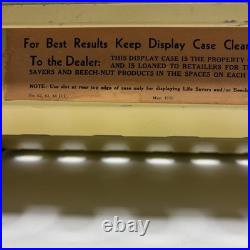 For Best Results Keep Display Case Clean
To the Dealer: THIS DISPLAY CASE IS THE PROPERTY O
AND IS LOANED TO RETAILERS FOR T
SAVERS AND BEECH-NUT PRODUCTS IN THE SPACES ON EACH
NOTE: Use slot at rear top edge of case only for displaying Life Savers and/or Beech